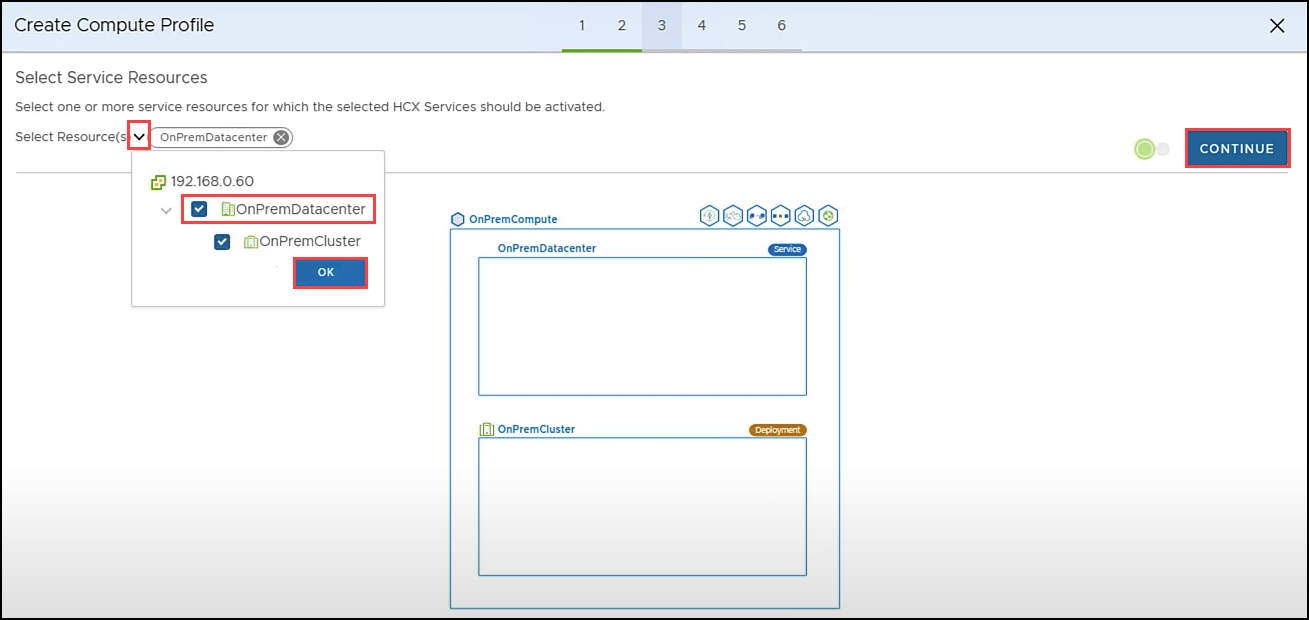 Create Compute Profile
1 2 3 4 5 6
Select Service Resources
Select one or more service resources for which the selected HCX Services should be activated.
Select Resource(s OnPremDatacenter
CONTINUE
192.168.0.60
OnPremDatacenter
OnPremCluster
OK
OnPremCompute
OnPremDatacenter Service
OnPremCluster Deployment